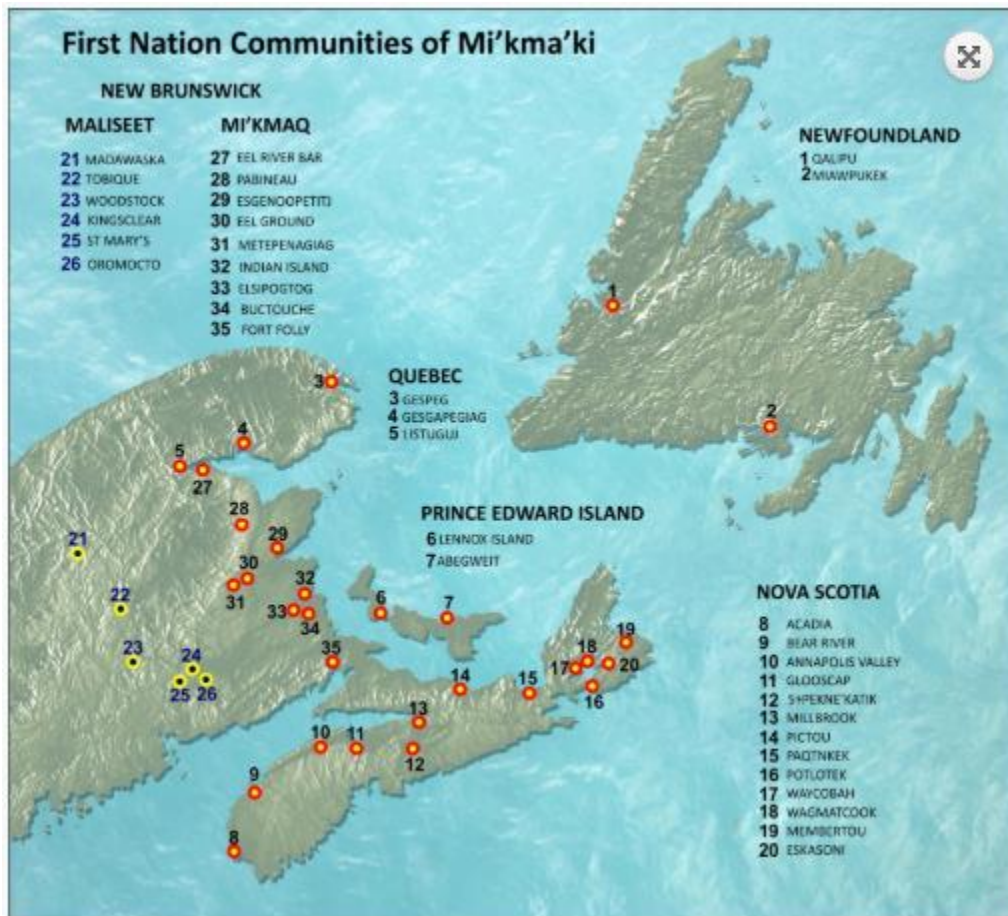 First Nation Communities of Mi'kma'ki
NEW BRUNSWICK
MALISEET
21 MADAWASKA
22 TOBIQUE
23 WOODSTOCK
24 KINGSCLEAR
25 ST MARY'S
26 OROMOCTO
MI'KMAQ
27 EEL RIVER BAR
28 PABINEAU
29 ESGENOOPETITJ
30 EEL GROUND
31 METEPENAGIAG
32 INDIAN ISLAND
33 ELSIPOGTOG
34 BUCTOUCHE
35 FORT FOLLY
NEWFOUNDLAND
1 QALIPU
2 MIAWPUKEK
QUEBEC
3 GESPEG
4 GESGAPEGIAG
5 LISTUGUJ
PRINCE EDWARD ISLAND
6 LENNOX ISLAND
7 ABEGWEIT
NOVA SCOTIA
8 ACADIA
9 BEAR RIVER
10 ANNAPOLIS VALLEY
11 GLOOSCAP
12
13 MILLBROOK
14 PICTOU
15 PAQTNKEK
16 POTLOTEK
17 WAYCOBAH
18 WAGMATCOOK
19 MEMBERTOU
20 ESKASONI
1
2
3
4
5
27
28
29
21
30
31
32
22
33
34
6
7
23
24
25
26
35
14
15
16
17
18
19
20
13
12
10
11
9
8